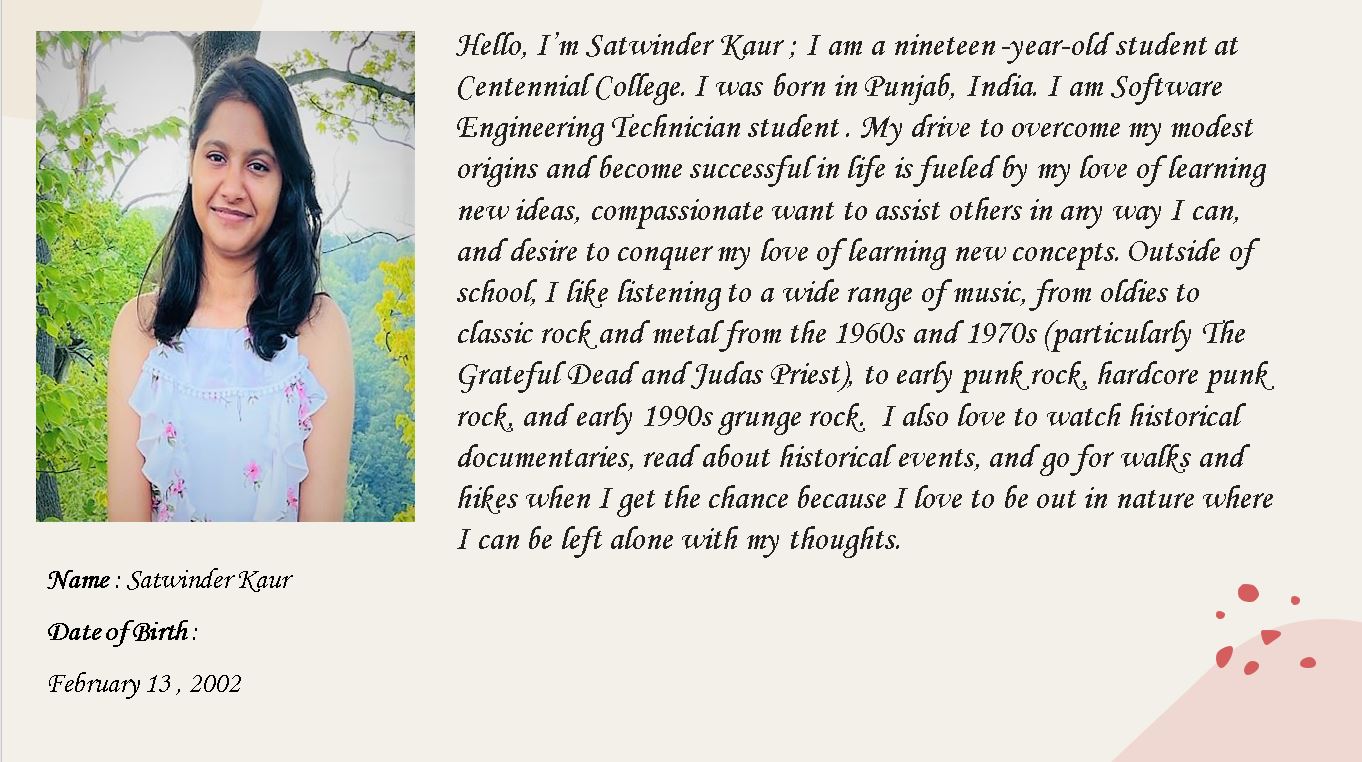 Hello, I'm Satwinder Kaur ; I am a nineteen -year-old student at
Centennial College. I was born in Punjab, India. I am Software
Engineering Technician student . My drive to overcome my modest
origins and become successful in life is fueled by my love of learning
new ideas, compassionate want to assist others in any way I can,
and desire to conquer my love of learning new concepts. Outside of
school, I like listening to a wide range of music, from oldies to
classic rock and metal from the 1960s and 1970s (particularly The
Grateful Dead and Judas Priest), to early punk rock, hardcore punk
rock, and early 1990s grunge rock.  I also love to watch historical
documentaries, read about historical events, and go for walks and
hikes when I get the chance because I love to be out in nature where
I can be left alone with my thoughts.
Name : Satwinder Kaur
Date of Birth :
February 13 , 2002